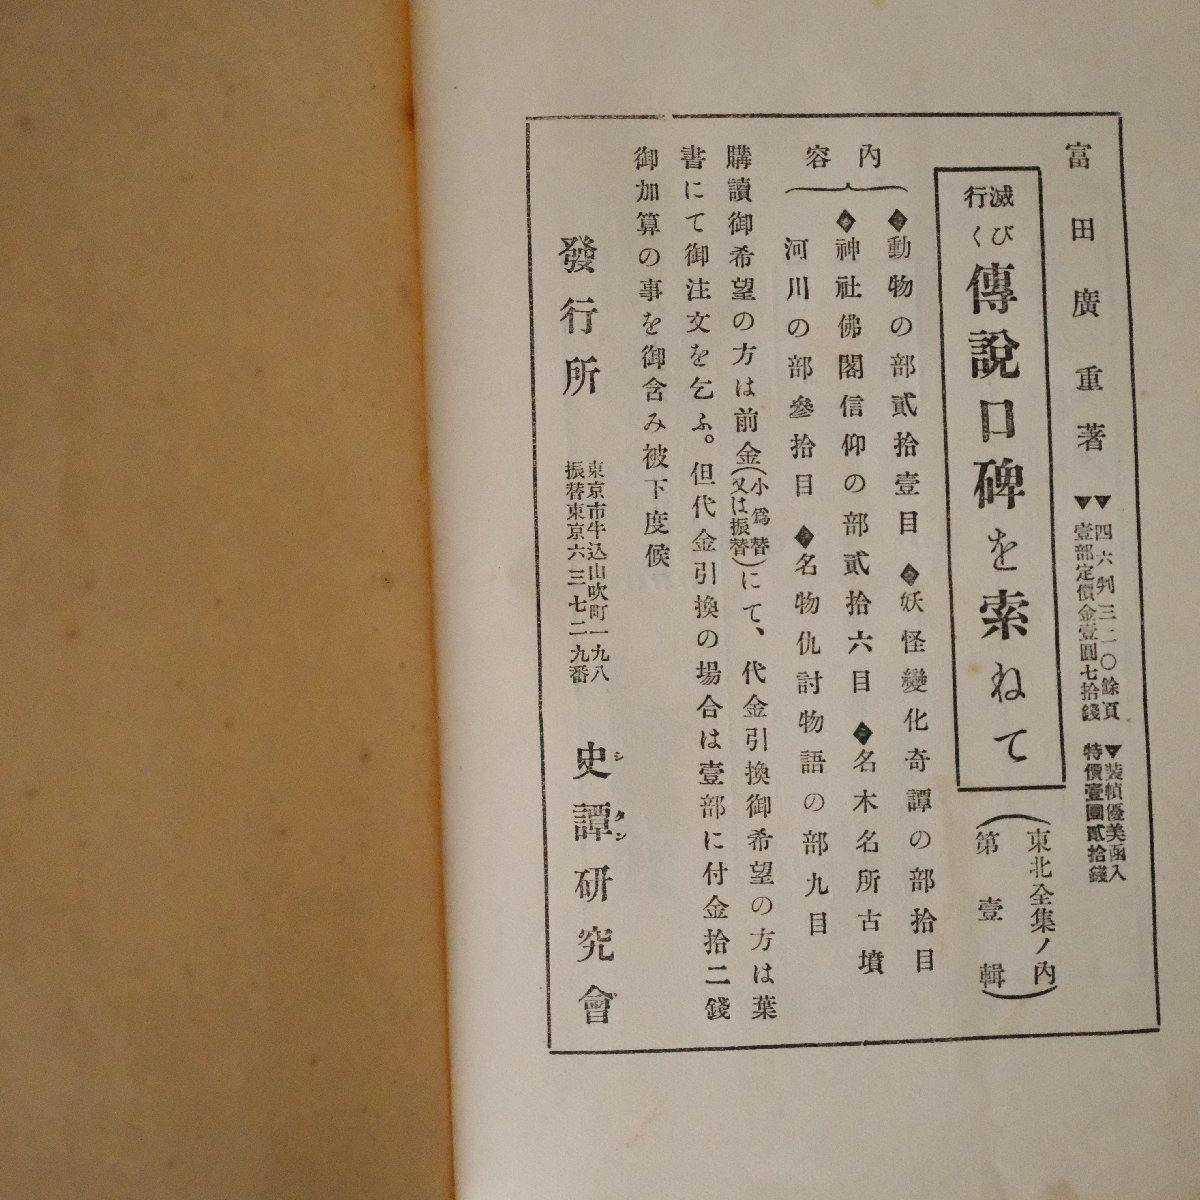 富田廣重著
▼四六判三二〇餘頁 ▼装幀優美函入
▼壹部定價金壹圓七拾錢 特價壹圓貳拾錢
滅び行く 傳説口碑を索ねて
(東北全集ノ内
第壹輯)
內容
◆動物の部貳拾壹目 ◆妖怪變化奇譚の部拾目
◆神社佛閣信仰の部貳拾六目 ◆名木名所古墳
河川の部參拾目 ◆名物仇討物語の部九目
購讀御希望の方は前金(小爲替又は振替)にて、代金引換御希望の方は葉
書にて御注文を乞ふ。但代金引換の場合は壹部に付金拾二錢
御加算の事を御含み被下度候
發行所
東京市牛込山吹町一九八
振替東京六三七二九番
史譚研究會
シタン